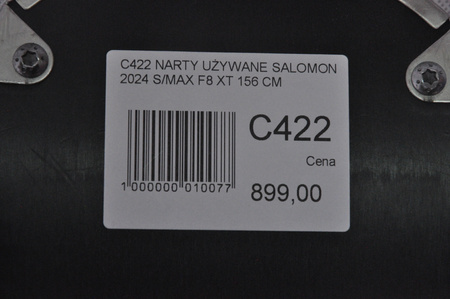 C422 NARTY UŻYWANE SALOMON
2024 S/MAX F8 XT 156 CM
C422
Cena
899,00
1 000000 010077